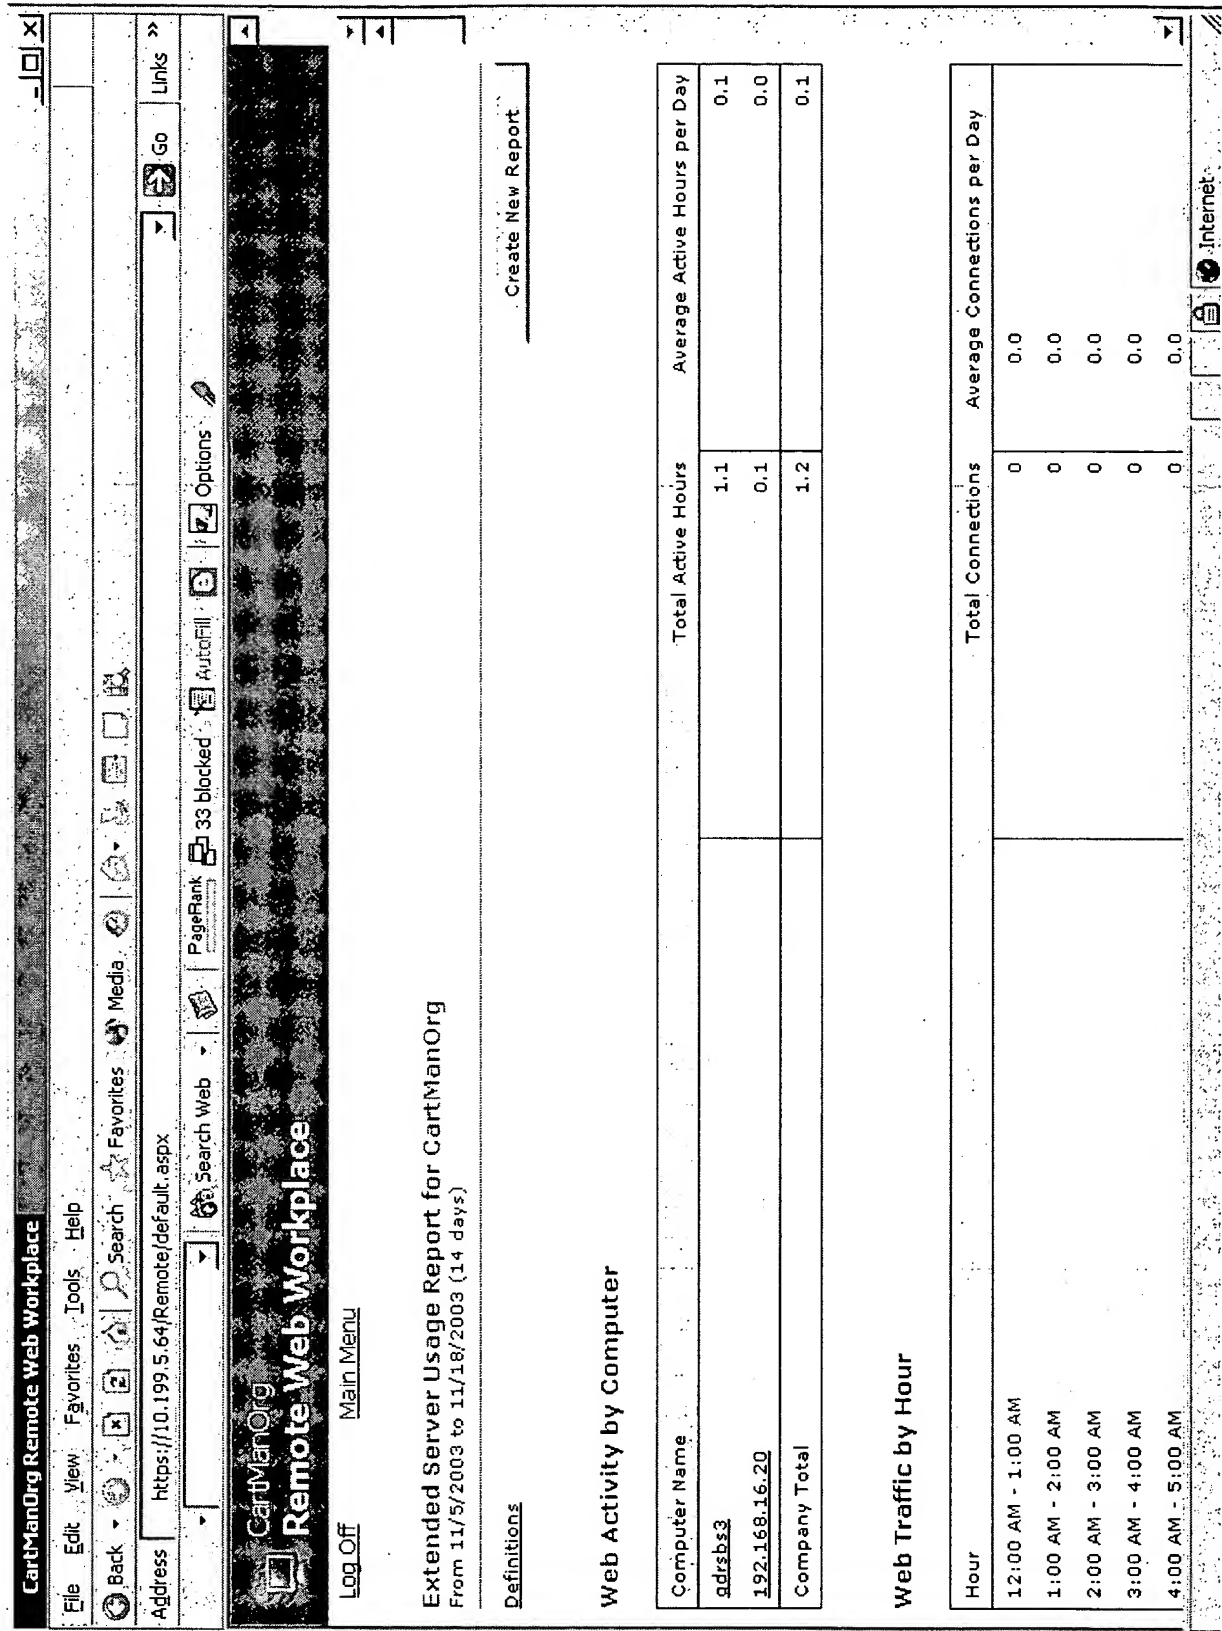 CartManOrg Remote Web Workplace
File Edit View Favorites Tools Help
Back Search Favorites Media
Address https://10.199.5.64/Remote/default.aspx Go Links »
Search Web PageRank 33 blocked AutoFill Options
CartManOrg
Remote Web Workplace
Log Off Main Menu
Extended Server Usage Report for CartManOrg
From 11/5/2003 to 11/18/2003 (14 days)
Definitions Create New Report
Web Activity by Computer
Computer Name Total Active Hours Average Active Hours per Day
gdrsbs3 1.1 0.1
192.168.16.20 0.1 0.0
Company Total 1.2 0.1
Web Traffic by Hour
Hour Total Connections Average Connections per Day
12:00 AM - 1:00 AM 0 0.0
1:00 AM - 2:00 AM 0 0.0
2:00 AM - 3:00 AM 0 0.0
3:00 AM - 4:00 AM 0 0.0
4:00 AM - 5:00 AM 0 0.0
Internet